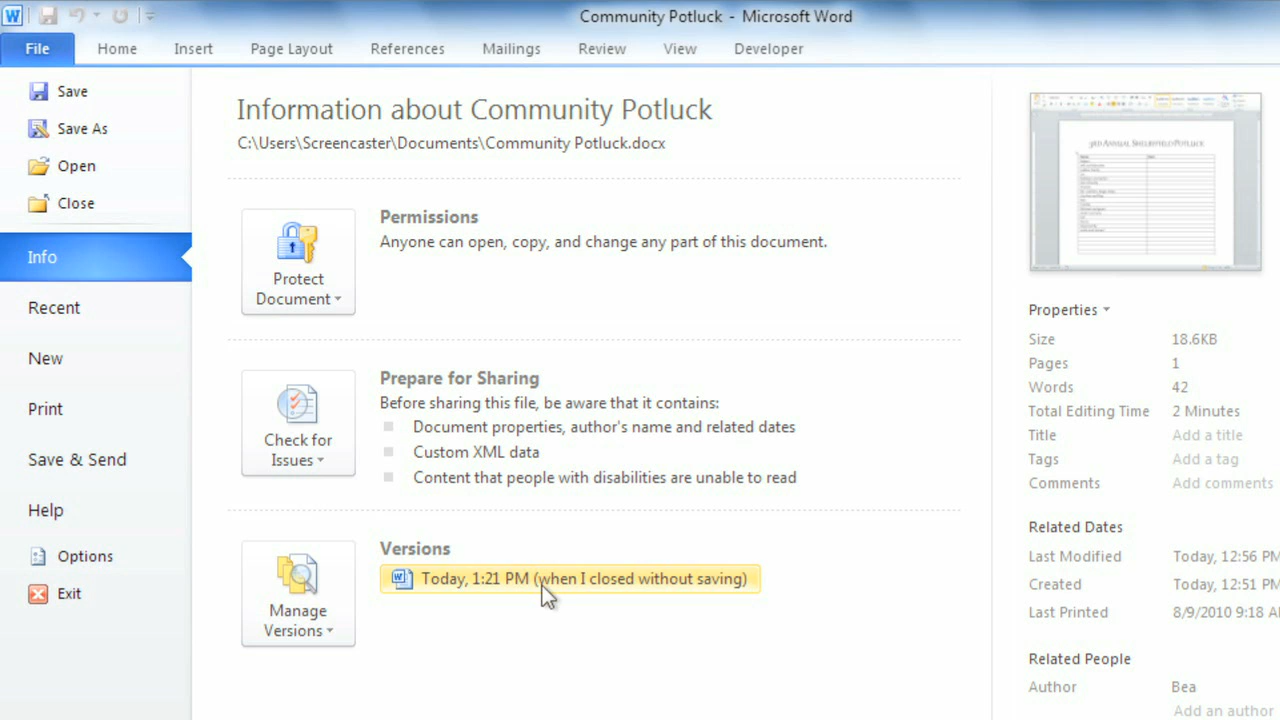 Community Potluck - Microsoft Word
File Home Insert Page Layout References Mailings Review View Developer
Save
Save As
Open
Close
Info
Recent
New
Print
Save & Send
Help
Options
Exit
Information about Community Potluck
C:\Users\Screencaster\Documents\Community Potluck.docx
Protect
Document
Permissions
Anyone can open, copy, and change any part of this document.
Check for
Issues
Prepare for Sharing
Before sharing this file, be aware that it contains:
Document properties, author's name and related dates
Custom XML data
Content that people with disabilities are unable to read
Manage
Versions
Versions
Today, 1:21 PM (when I closed without saving)
3rd Annual Shelbyfield Potluck
Properties
Size 18.6KB
Pages 1
Words 42
Total Editing Time 2 Minutes
Title Add a title
Tags Add a tag
Comments Add comments
Related Dates
Last Modified Today, 12:56 PM
Created Today, 12:51 PM
Last Printed 8/9/2010 9:18 A
Related People
Author Bea
Add an author